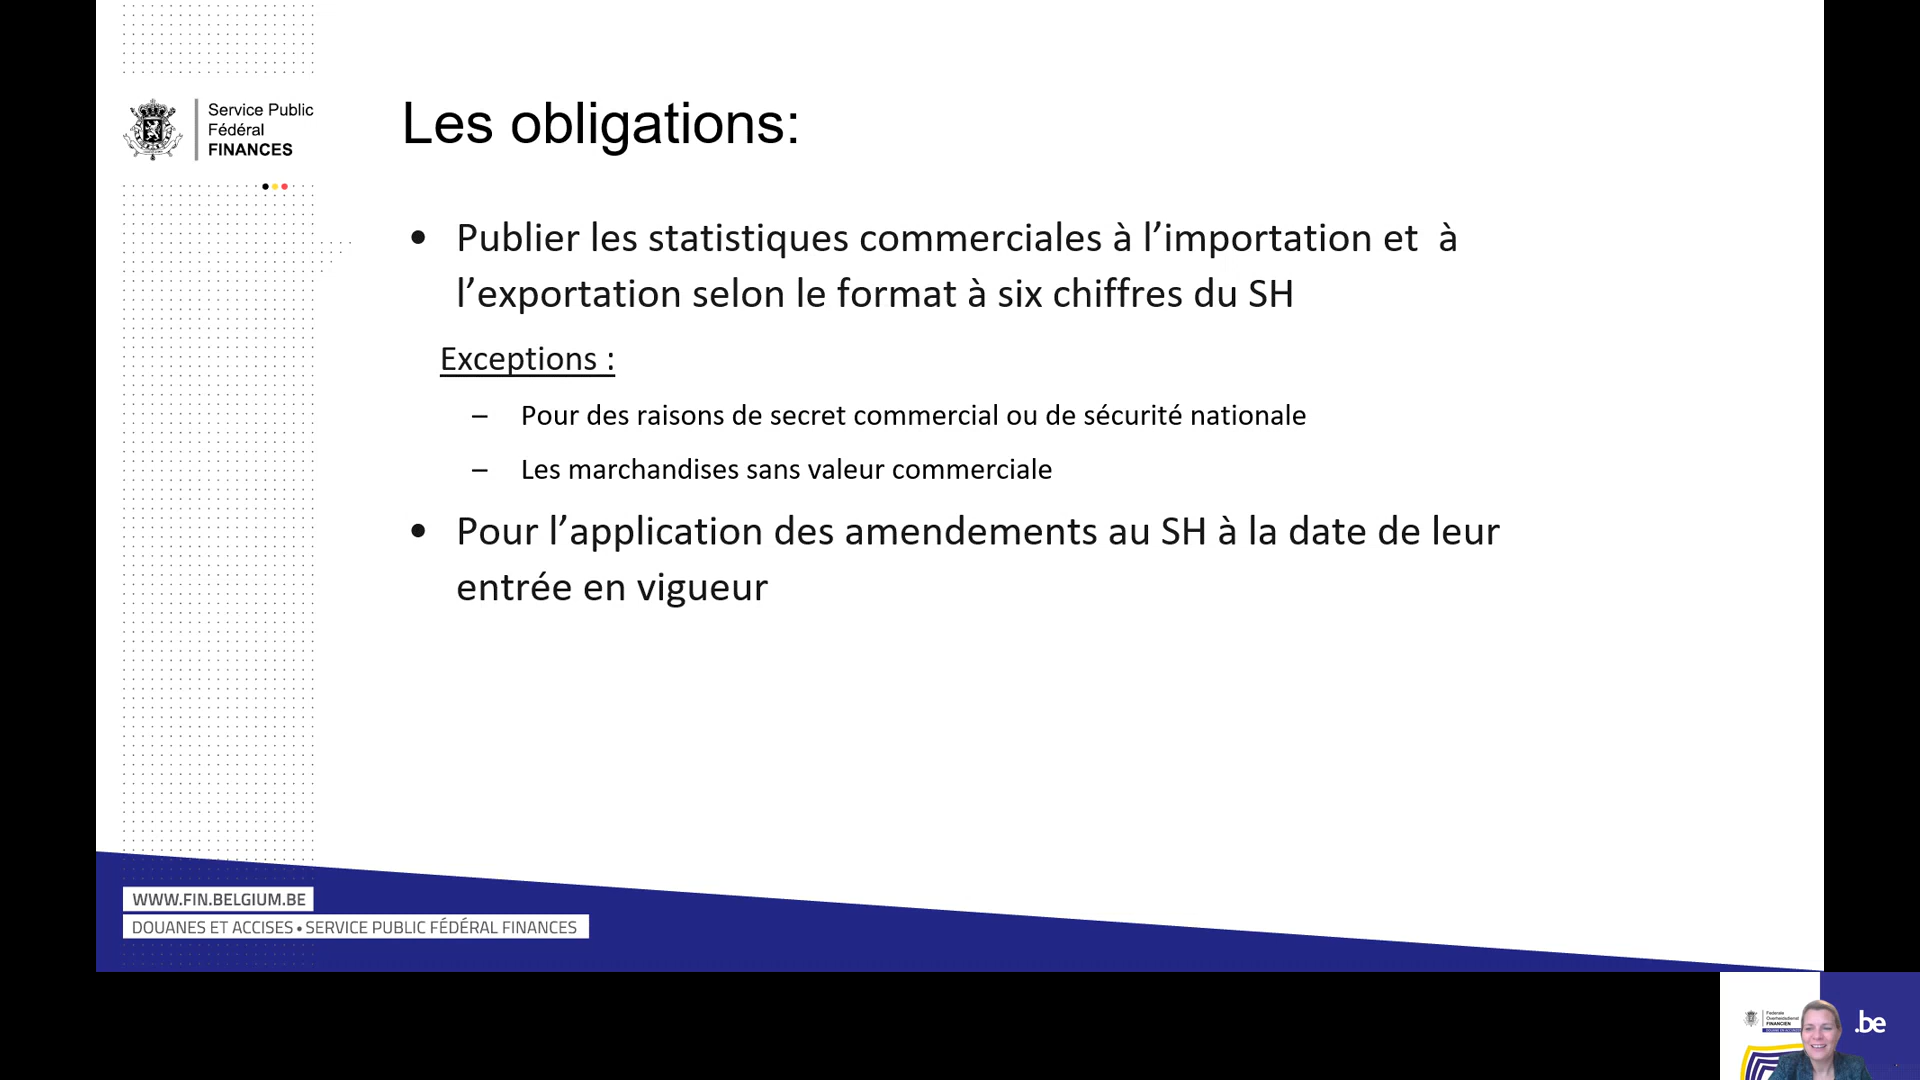 Service Public
Fédéral
FINANCES
Les obligations:
• Publier les statistiques commerciales à l’importation et  à
l’exportation selon le format à six chiffres du SH
Exceptions :
– Pour des raisons de secret commercial ou de sécurité nationale
– Les marchandises sans valeur commerciale
• Pour l’application des amendements au SH à la date de leur
entrée en vigueur
WWW.FIN.BELGIUM.BE
DOUANES ET ACCISES • SERVICE PUBLIC FÉDÉRAL FINANCES
Federale
Overheidsdienst
FINANCIEN
.be